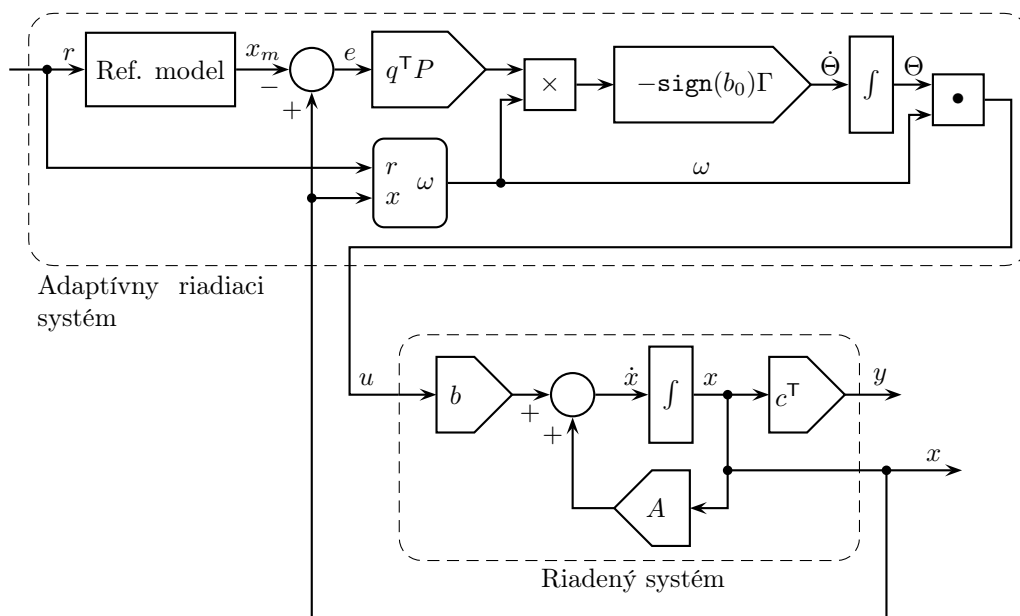 r
Ref. model
x_m
−
+
e
q^T P
×
−sign(b_0)Γ
Θ̇
∫
Θ
•
r
x
ω
ω
Adaptívny riadiaci
systém
u
b
+
+
ẋ
∫
x
c^T
y
x
A
Riadený systém